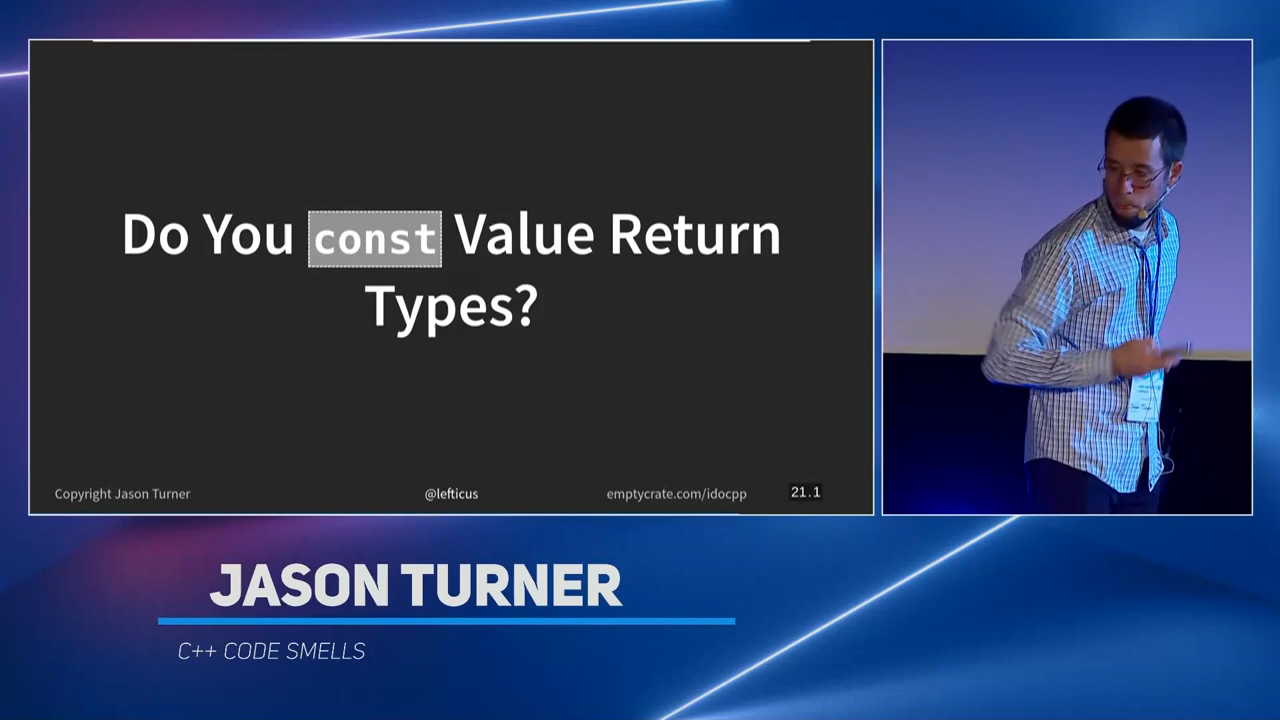 Do You const Value Return
Types?
Copyright Jason Turner
@lefticus
emptycrate.com/idocpp
21.1
JASON TURNER
C++ CODE SMELLS